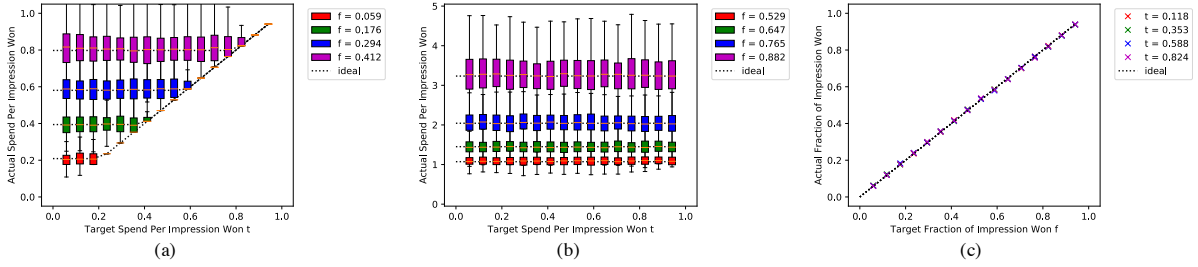 Actual Spend Per Impression Won
1.0
0.8
0.6
0.4
0.2
0.0
0.0 0.2 0.4 0.6 0.8 1.0
Target Spend Per Impression Won t
f = 0.059
f = 0.176
f = 0.294
f = 0.412
ideal
(a)
Actual Spend Per Impression Won
5
4
3
2
1
0
0.0 0.2 0.4 0.6 0.8 1.0
Target Spend Per Impression Won t
f = 0.529
f = 0.647
f = 0.765
f = 0.882
ideal
(b)
Actual Fraction of Impression Won
1.0
0.8
0.6
0.4
0.2
0.0
0.0 0.2 0.4 0.6 0.8 1.0
Target Fraction of Impression Won f
t = 0.118
t = 0.353
t = 0.588
t = 0.824
ideal
(c)